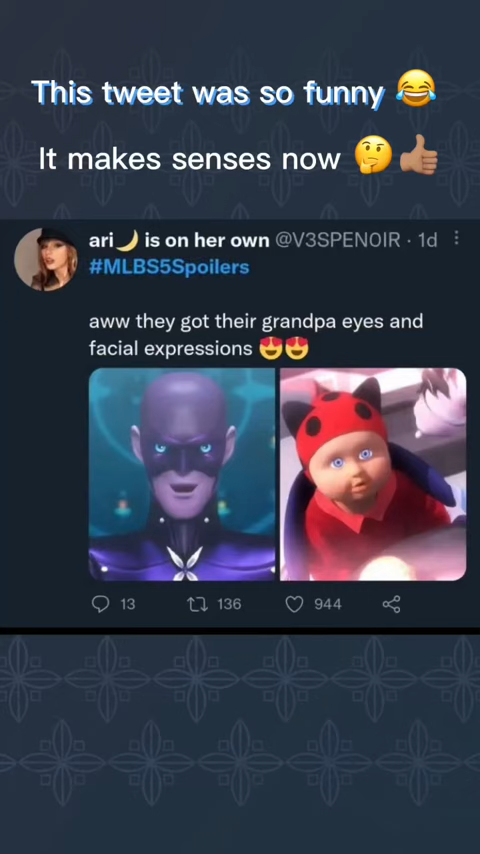 This tweet was so funny 😂
It makes senses now 🤔👍🏽
ari🌙 is on her own @V3SPEN0IR · 1d
#MLBS5Spoilers
aww they got their grandpa eyes and
facial expressions 😍😍
13 136 944